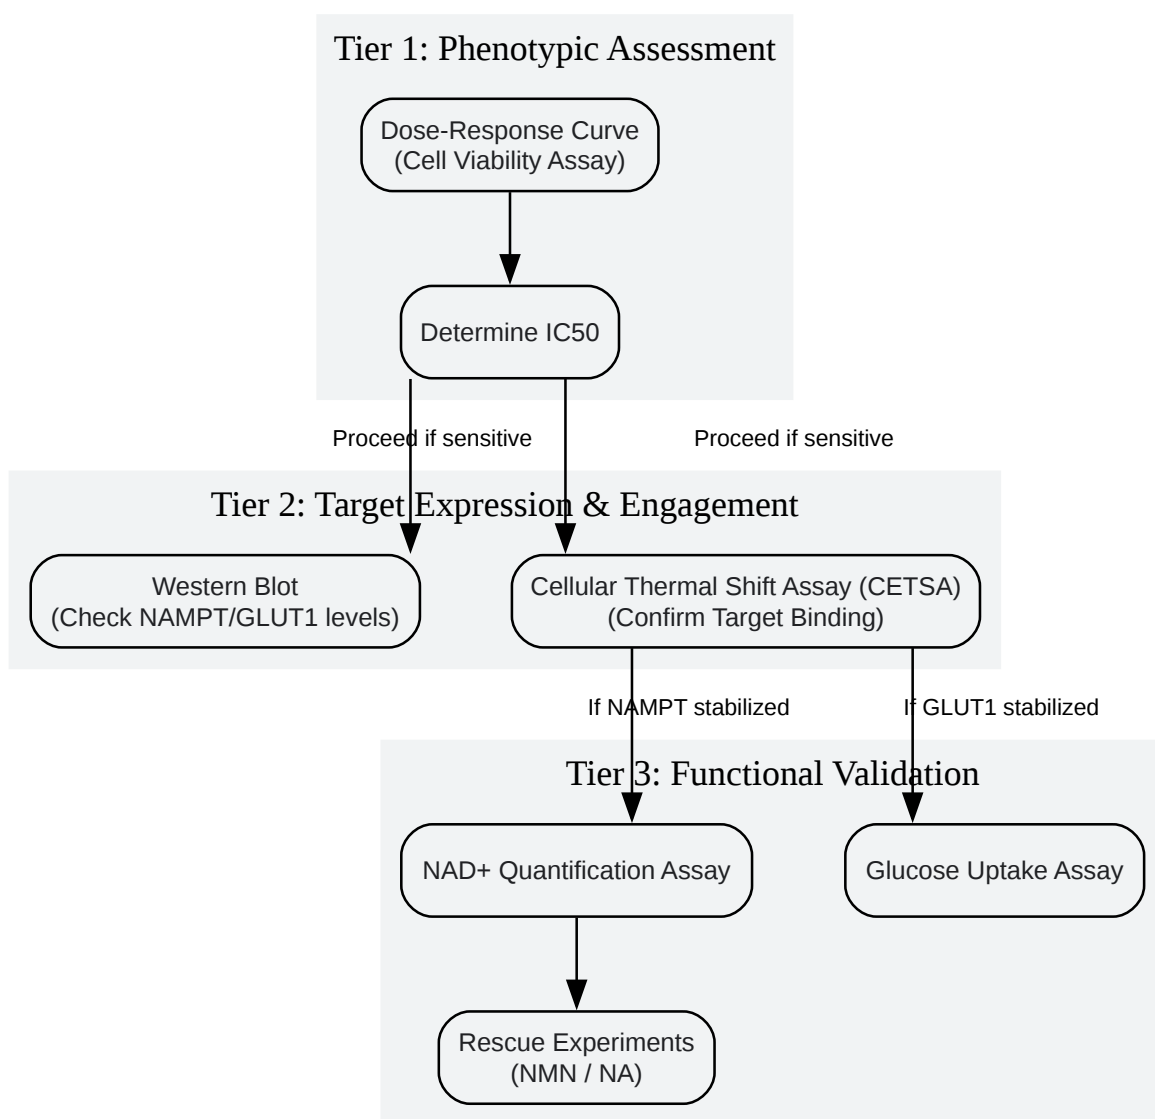 Tier 1: Phenotypic Assessment
Dose-Response Curve
(Cell Viability Assay)
Determine IC50
Proceed if sensitive
Proceed if sensitive
Tier 2: Target Expression & Engagement
Western Blot
(Check NAMPT/GLUT1 levels)
Cellular Thermal Shift Assay (CETSA)
(Confirm Target Binding)
If NAMPT stabilized
If GLUT1 stabilized
Tier 3: Functional Validation
NAD+ Quantification Assay
Glucose Uptake Assay
Rescue Experiments
(NMN / NA)